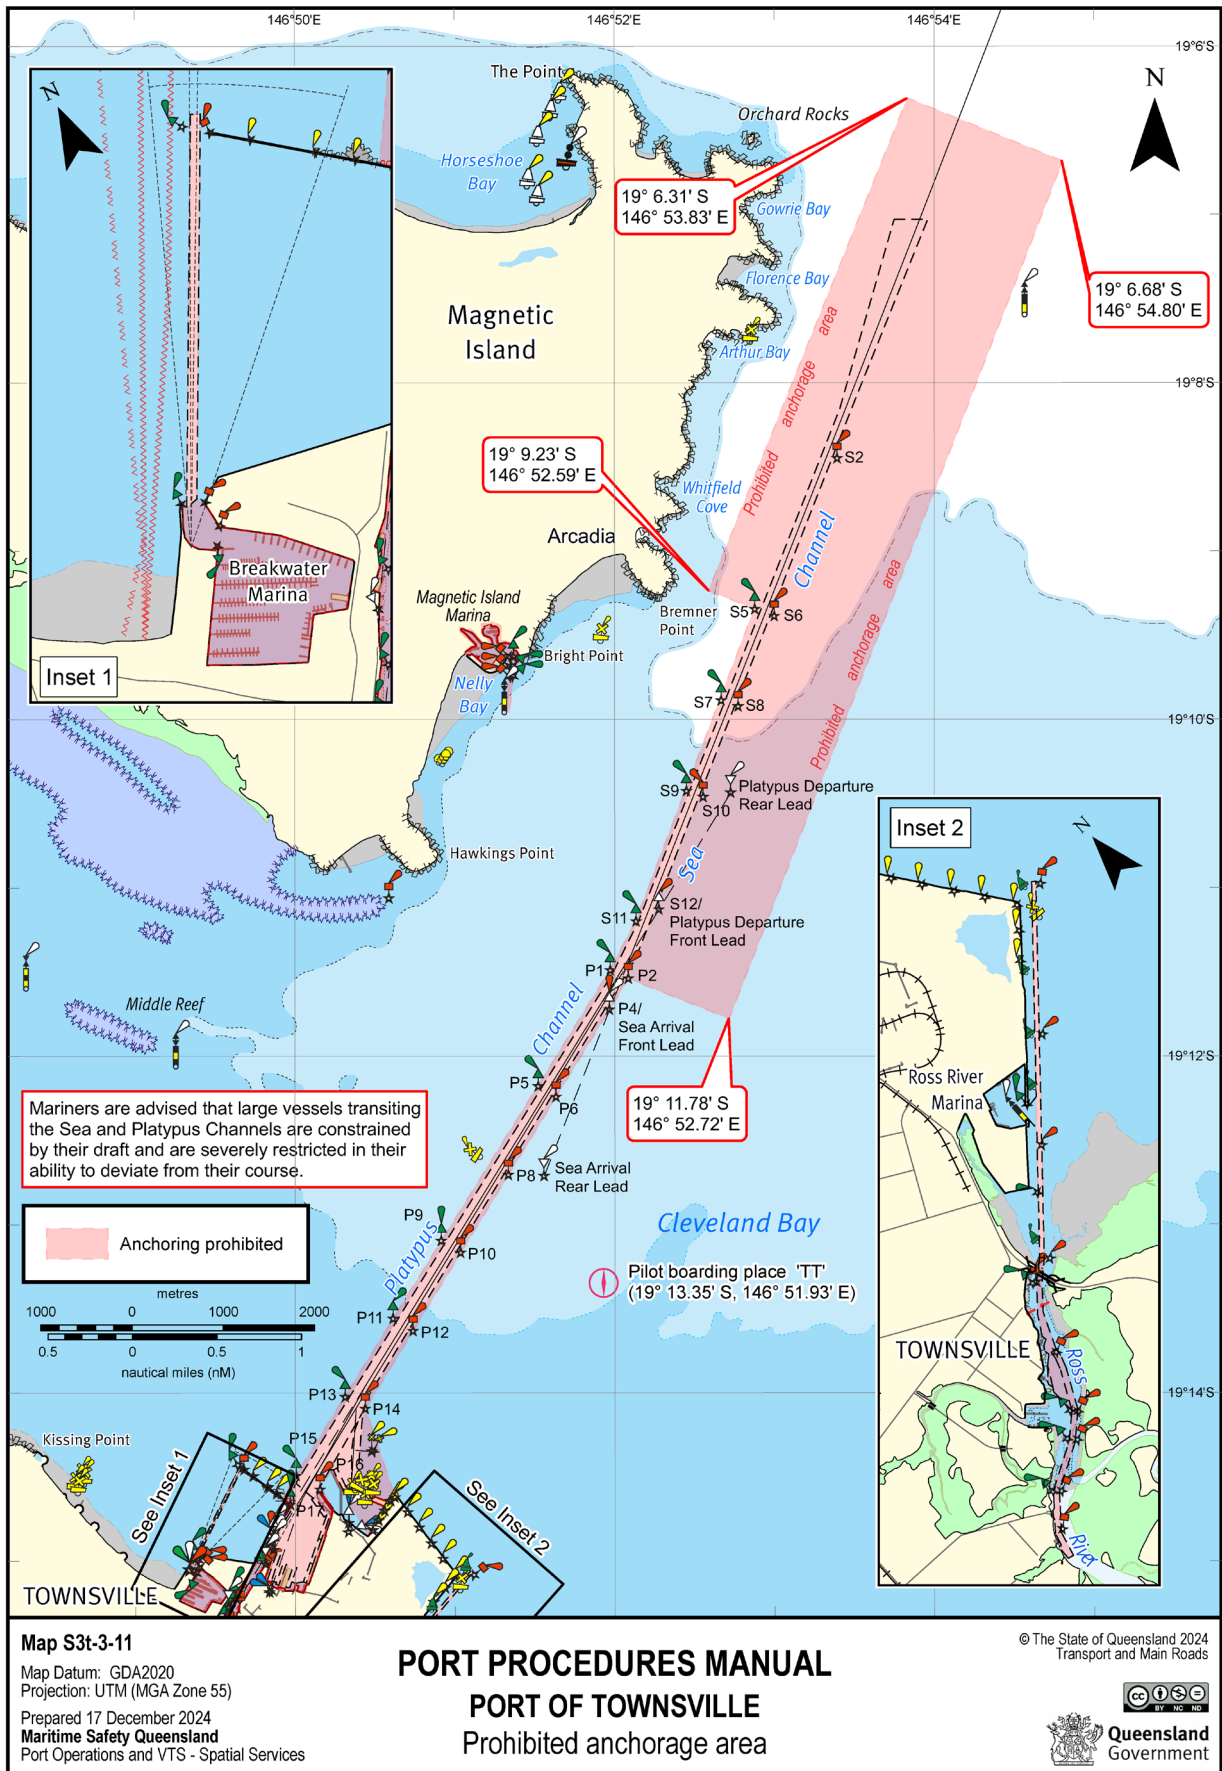 146°50'E
146°52'E
146°54'E
19°6'S
19°8'S
19°10'S
19°12'S
19°14'S
N
The Point
Orchard Rocks
Horseshoe
Bay
19° 6.31' S
146° 53.83' E
Gowrie Bay
Florence Bay
19° 6.68' S
146° 54.80' E
Magnetic
Island
Arthur Bay
Prohibited anchorage area
S2
19° 9.23' S
146° 52.59' E
Whitfield
Cove
Arcadia
Channel
Prohibited anchorage area
Magnetic Island
Marina
Bremner
Point
S5
S6
Bright Point
Nelly
Bay
S7
S8
S9
S10
Platypus Departure
Rear Lead
Sea
Hawkings Point
S11
S12/
Platypus Departure
Front Lead
P1
P2
P4/
Sea Arrival
Front Lead
Channel
Middle Reef
P5
P6
19° 11.78' S
146° 52.72' E
Mariners are advised that large vessels transiting
the Sea and Platypus Channels are constrained
by their draft and are severely restricted in their
ability to deviate from their course.
P8
Sea Arrival
Rear Lead
Anchoring prohibited
P9
P10
Platypus
Cleveland Bay
Pilot boarding place 'TT'
(19° 13.35' S, 146° 51.93' E)
metres
1000 0 1000 2000
0.5 0 0.5 1
nautical miles (nM)
P11
P12
P13
P14
P15
P16
P17
Kissing Point
See Inset 1
See Inset 2
TOWNSVILLE
N
Breakwater
Marina
Inset 1
Inset 2
N
Ross River
Marina
TOWNSVILLE
Ross
River
Map S3t-3-11
Map Datum: GDA2020
Projection: UTM (MGA Zone 55)
Prepared 17 December 2024
Maritime Safety Queensland
Port Operations and VTS - Spatial Services
PORT PROCEDURES MANUAL
PORT OF TOWNSVILLE
Prohibited anchorage area
© The State of Queensland 2024
Transport and Main Roads
cc
BY NC ND
Queensland
Government